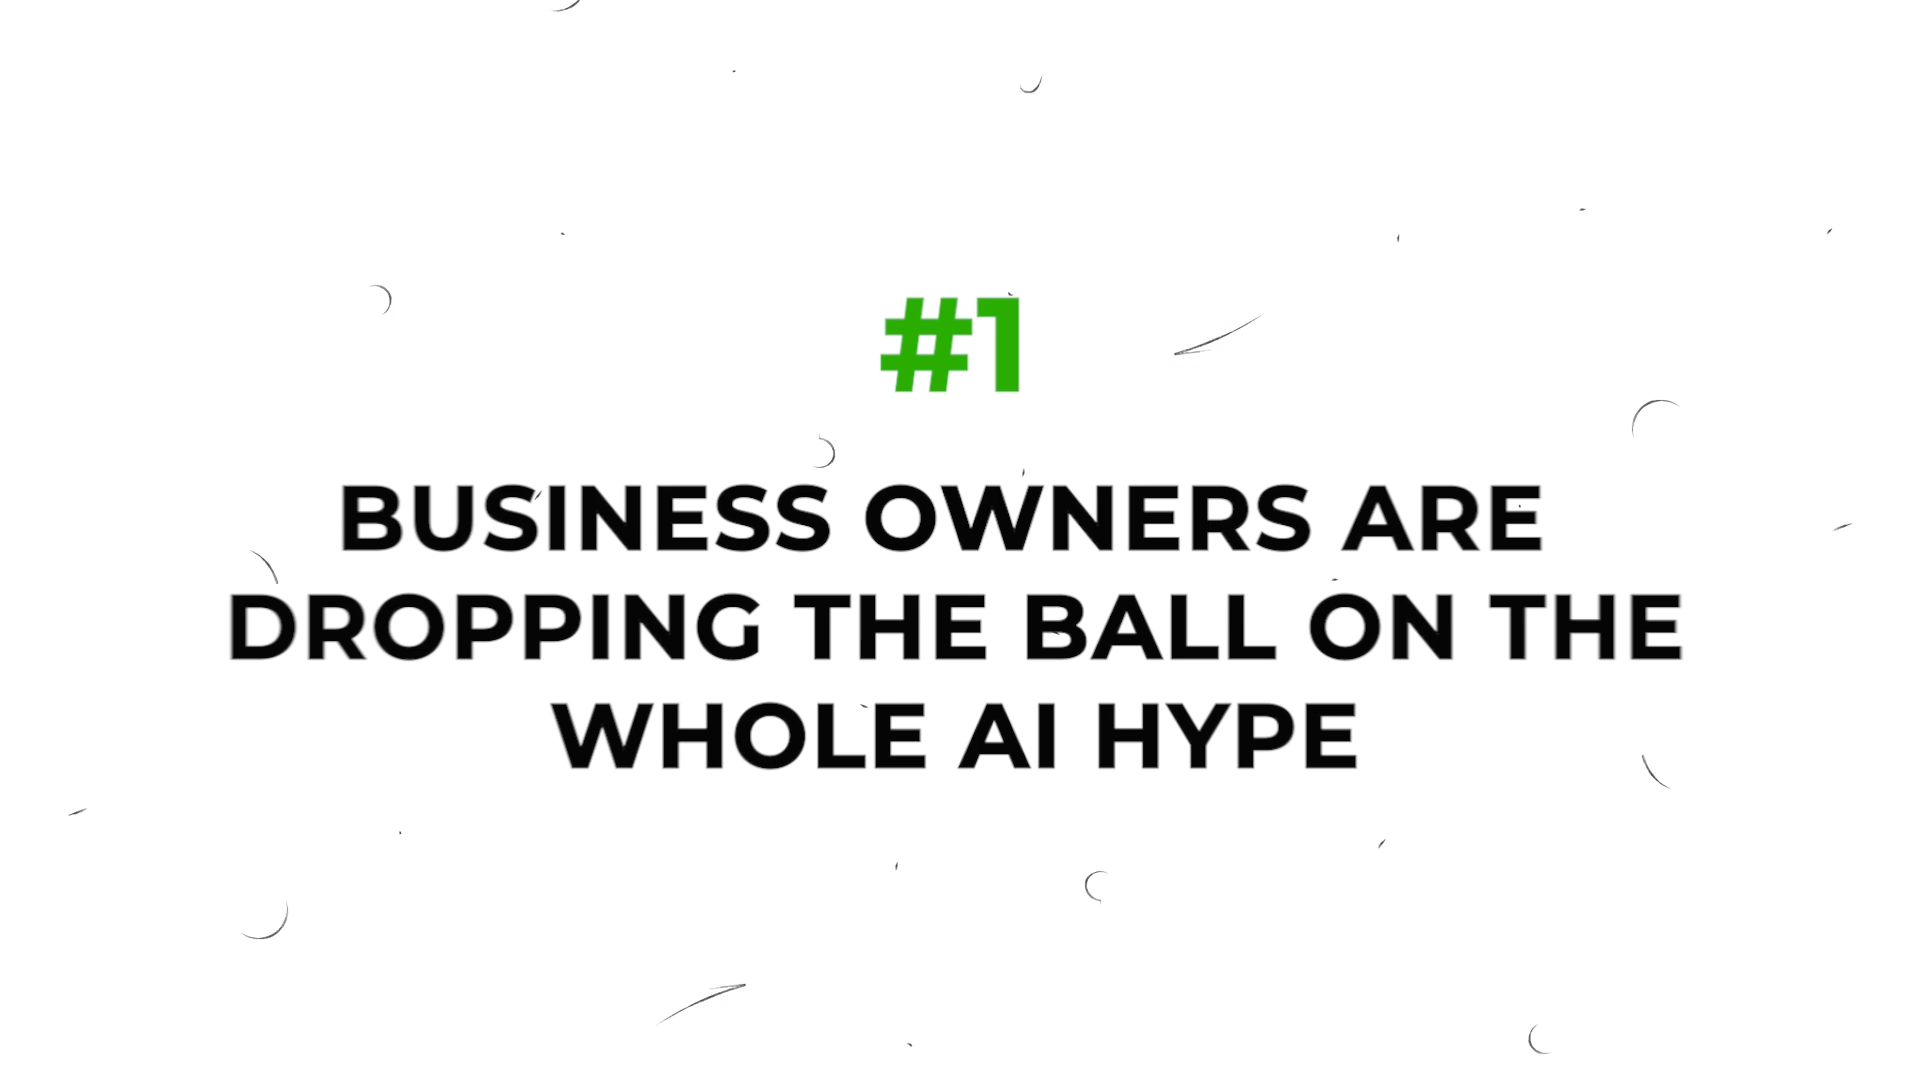 #1
BUSINESS OWNERS ARE
DROPPING THE BALL ON THE
WHOLE AI HYPE